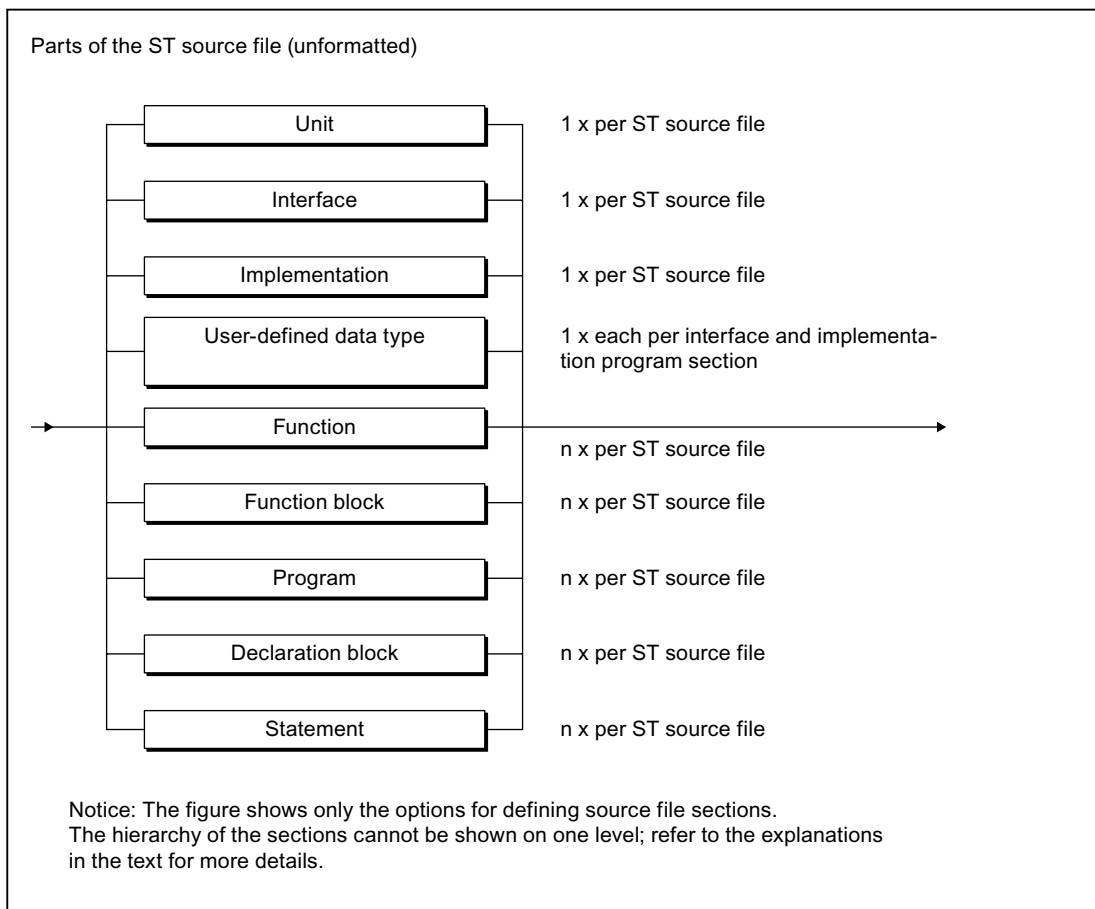 Parts of the ST source file (unformatted)
Unit
1 x per ST source file
Interface
1 x per ST source file
Implementation
1 x per ST source file
User-defined data type
1 x each per interface and implementa-
tion program section
Function
n x per ST source file
Function block
n x per ST source file
Program
n x per ST source file
Declaration block
n x per ST source file
Statement
n x per ST source file
Notice: The figure shows only the options for defining source file sections.
The hierarchy of the sections cannot be shown on one level; refer to the explanations
in the text for more details.